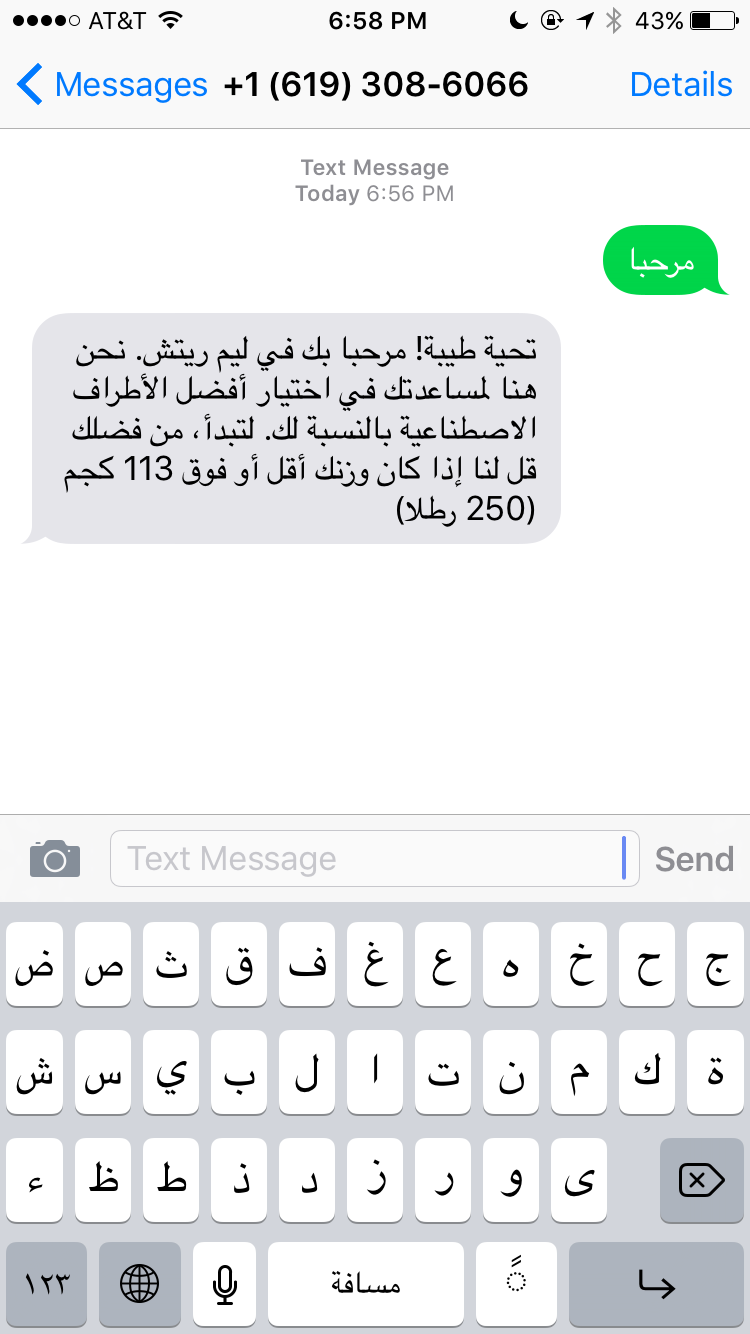 AT&T 6:58 PM 43%
Messages +1 (619) 308-6066 Details
Text Message
Today 6:56 PM
مرحبا
تحية طيبة! مرحبا بك في ليم ريتش. نحن
هنا لمساعدتك في اختيار أفضل الأطراف
الاصطناعية بالنسبة لك. لتبدأ، من فضلك
قل لنا إذا كان وزنك أقل أو فوق 113 كجم
(250 رطلا)
Text Message Send
ض ص ث ق ف غ ع ه خ ح ج
ش س ي ب ل ا ت ن م ك ة
ء ظ ط ذ د ز ر و ى
١٢٣ مسافة